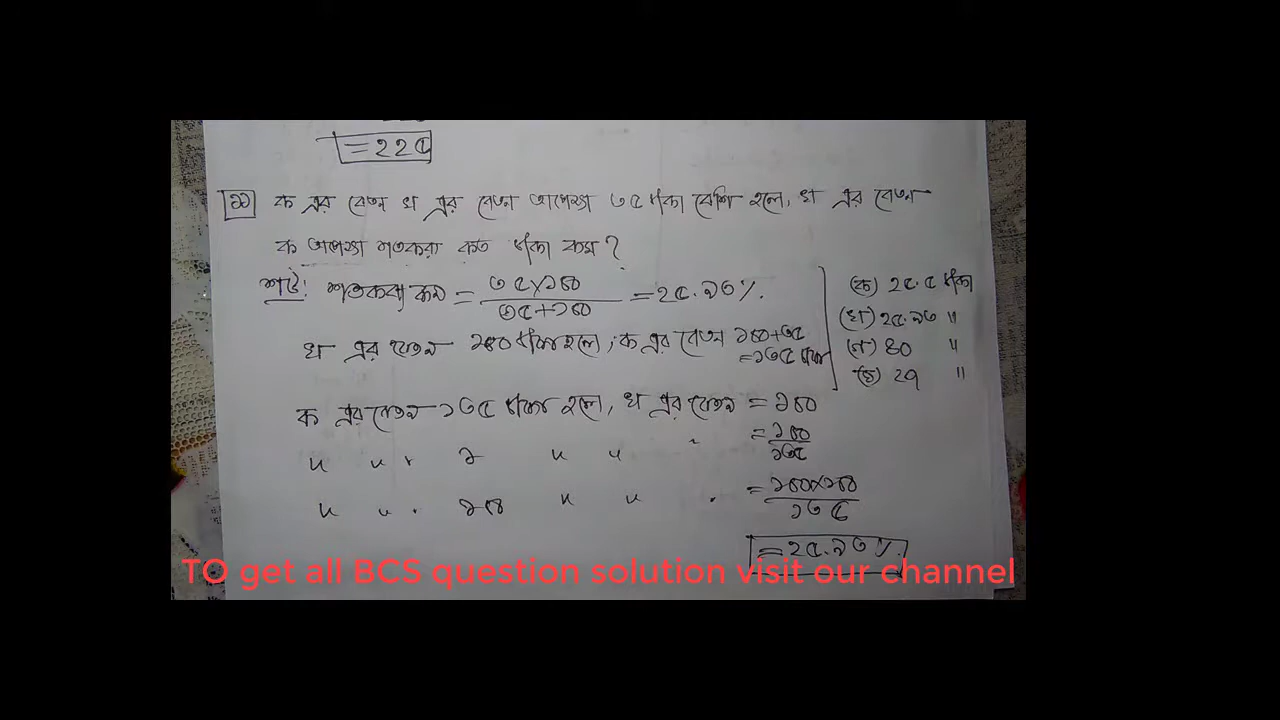 = ২২৫
১১ ক এর বেতন খ এর বেতন অপেক্ষা ৩৫ টাকা বেশি হলে, খ এর বেতন
ক অপেক্ষা শতকরা কত টাকা কম?
শর্ট: শতকরা কম = ৩৫×১০০ / ৩৫+১০০ = ২৫.৯৩%.
(ক) ২৫.৫ টাকা
(খ) ২৫.৯৩ "
(গ) ৪০ "
(ঘ) ২৭ "
খ এর বেতন ১০০ টাকা হলে, ক এর বেতন ১০০+৩৫
= ১৩৫ টাকা
ক এর বেতন ১৩৫ টাকা হলে, খ এর বেতন = ১০০
" " " ১ " " " = ১০০/১৩৫
" " " ১০০ " " " = ১০০×১০০ / ১৩৫
= ২৫.৯৩%.
TO get all BCS question solution visit our channel